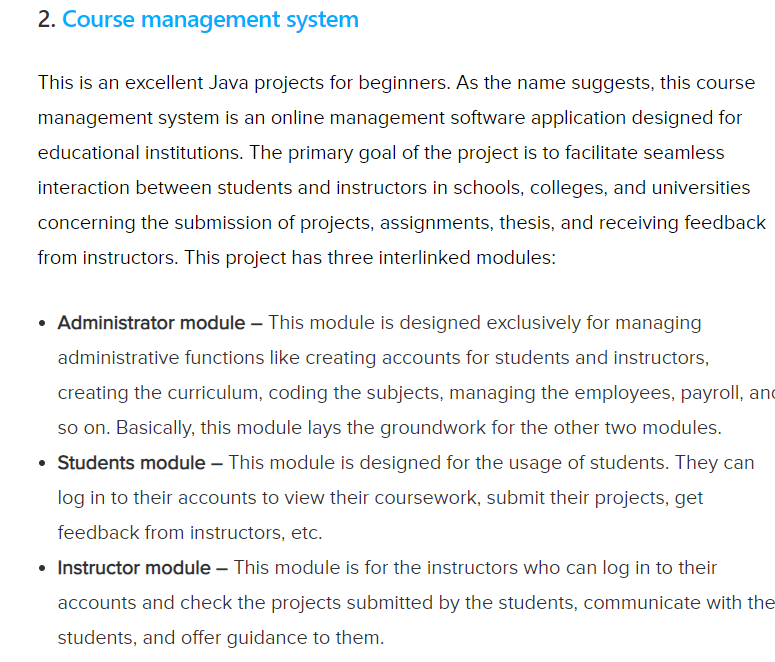 2. Course management system
This is an excellent Java projects for beginners. As the name suggests, this course
management system is an online management software application designed for
educational institutions. The primary goal of the project is to facilitate seamless
interaction between students and instructors in schools, colleges, and universities
concerning the submission of projects, assignments, thesis, and receiving feedback
from instructors. This project has three interlinked modules:
• Administrator module – This module is designed exclusively for managing
administrative functions like creating accounts for students and instructors,
creating the curriculum, coding the subjects, managing the employees, payroll, and
so on. Basically, this module lays the groundwork for the other two modules.
• Students module – This module is designed for the usage of students. They can
log in to their accounts to view their coursework, submit their projects, get
feedback from instructors, etc.
• Instructor module – This module is for the instructors who can log in to their
accounts and check the projects submitted by the students, communicate with the
students, and offer guidance to them.